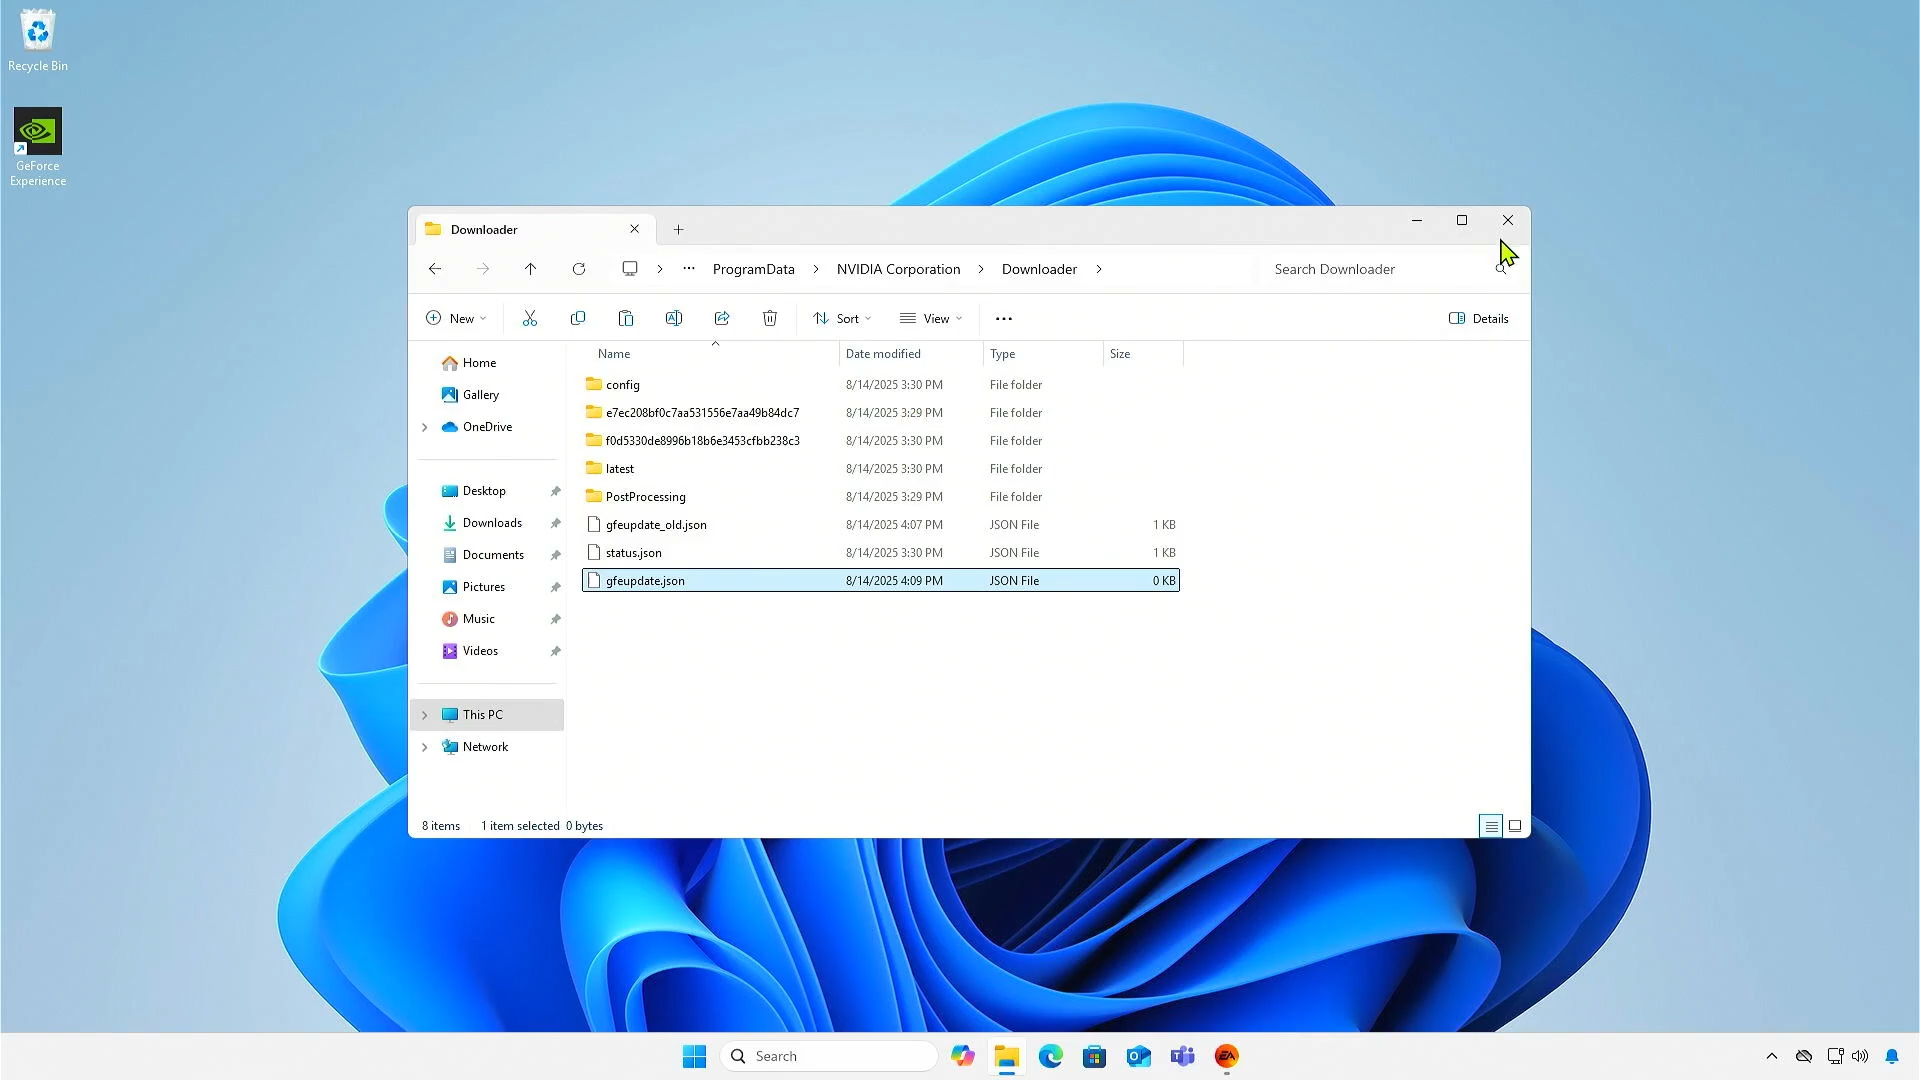 Recycle Bin
GeForce
Experience
Downloader
ProgramData
NVIDIA Corporation
Downloader
Search Downloader
New
Sort
View
Details
Name
Date modified
Type
Size
Home
Gallery
OneDrive
Desktop
Downloads
Documents
Pictures
Music
Videos
This PC
Network
config 8/14/2025 3:30 PM File folder
e7ec208bf0c7aa531556e7aa49b84dc7 8/14/2025 3:29 PM File folder
f0d5330de8996b18b6e3453cfbb238c3 8/14/2025 3:30 PM File folder
latest 8/14/2025 3:30 PM File folder
PostProcessing 8/14/2025 3:29 PM File folder
gfeupdate_old.json 8/14/2025 4:07 PM JSON File 1 KB
status.json 8/14/2025 3:30 PM JSON File 1 KB
gfeupdate.json 8/14/2025 4:09 PM JSON File 0 KB
8 items 1 item selected 0 bytes
Search